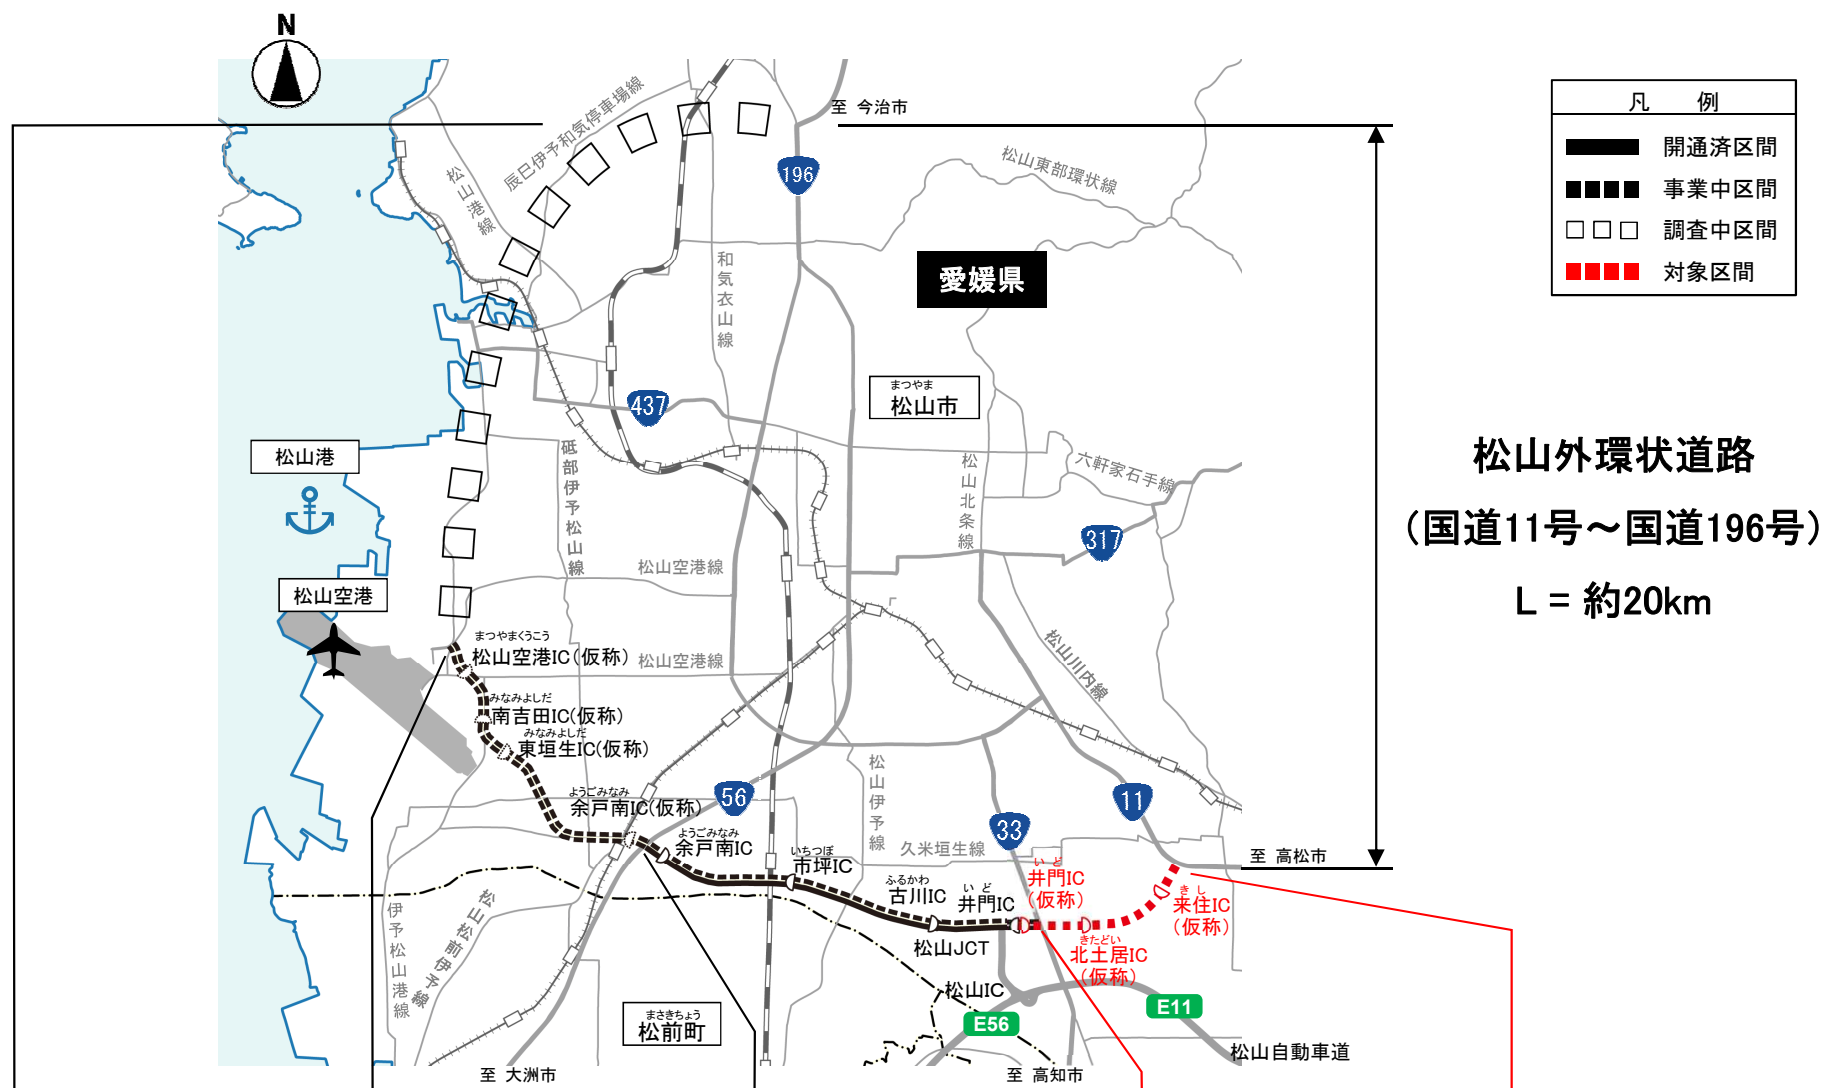 N
至 今治市
凡 例
開通済区間
事業中区間
調査中区間
対象区間
辰巳伊予和気停車場線
松山港線
196
松山東部環状線
和気衣山線
愛媛県
437
まつやま
松山市
松山港
砥部伊予松山線
松山北条線
六軒家石手線
317
松山外環状道路
(国道11号~国道196号)
L = 約20km
松山空港
松山空港線
まつやまくうこう
松山空港IC(仮称)
松山空港線
松山川内線
みなみよしだ
南吉田IC(仮称)
みなみよしだ
東垣生IC(仮称)
ようごみなみ
余戸南IC(仮称)
56
松山伊予線
11
33
ようごみなみ
余戸南IC
いちつぼ
市坪IC
久米垣生線
至 高松市
ふるかわ
古川IC
いど
井門IC
いど
井門IC
(仮称)
きし
来住IC
(仮称)
きたどい
北土居IC
(仮称)
松山JCT
伊予松山港線
松山松前伊予線
松山IC
E56
E11
まさきちょう
松前町
松山自動車道
至 大洲市
至 高知市